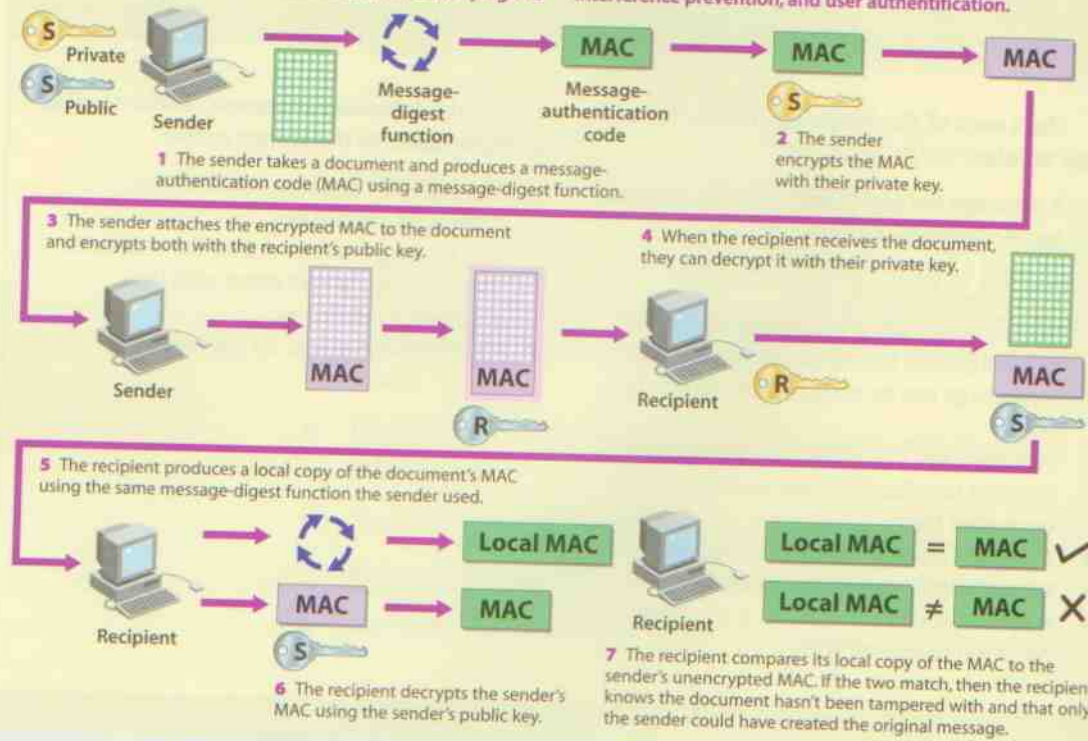 interference prevention, and user authentification.
S
Private
S
Public
Sender
Message-
digest
function
MAC
Message-
authentication
code
MAC
S
MAC
1 The sender takes a document and produces a message-
authentication code (MAC) using a message-digest function.
2 The sender
encrypts the MAC
with their private key.
3 The sender attaches the encrypted MAC to the document
and encrypts both with the recipient's public key.
4 When the recipient receives the document,
they can decrypt it with their private key.
Sender
MAC
MAC
R
Recipient
R
MAC
S
5 The recipient produces a local copy of the document's MAC
using the same message-digest function the sender used.
Recipient
Local MAC
MAC
MAC
S
6 The recipient decrypts the sender's
MAC using the sender's public key.
Recipient
Local MAC = MAC
Local MAC ≠ MAC
7 The recipient compares its local copy of the MAC to the
sender's unencrypted MAC. If the two match, then the recipien
knows the document hasn't been tampered with and that only
the sender could have created the original message.